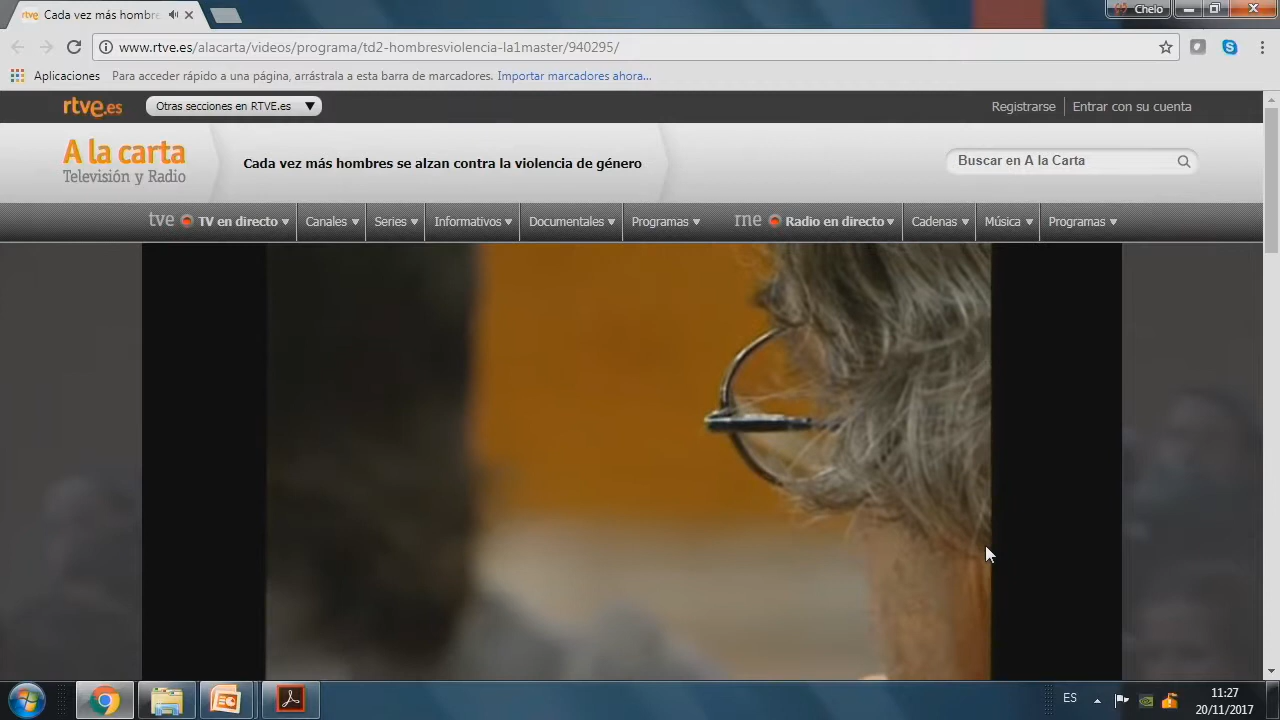 Cada vez más hombre
Chelo
www.rtve.es/alacarta/videos/programa/td2-hombresviolencia-la1master/940295/
Aplicaciones Para acceder rápido a una página, arrástrala a esta barra de marcadores. Importar marcadores ahora...
rtve.es Otras secciones en RTVE.es Registrarse Entrar con su cuenta
A la carta
Televisión y Radio
Cada vez más hombres se alzan contra la violencia de género
Buscar en A la Carta
tve TV en directo Canales Series Informativos Documentales Programas rne Radio en directo Cadenas Música Programas
ES
11:27
20/11/2017